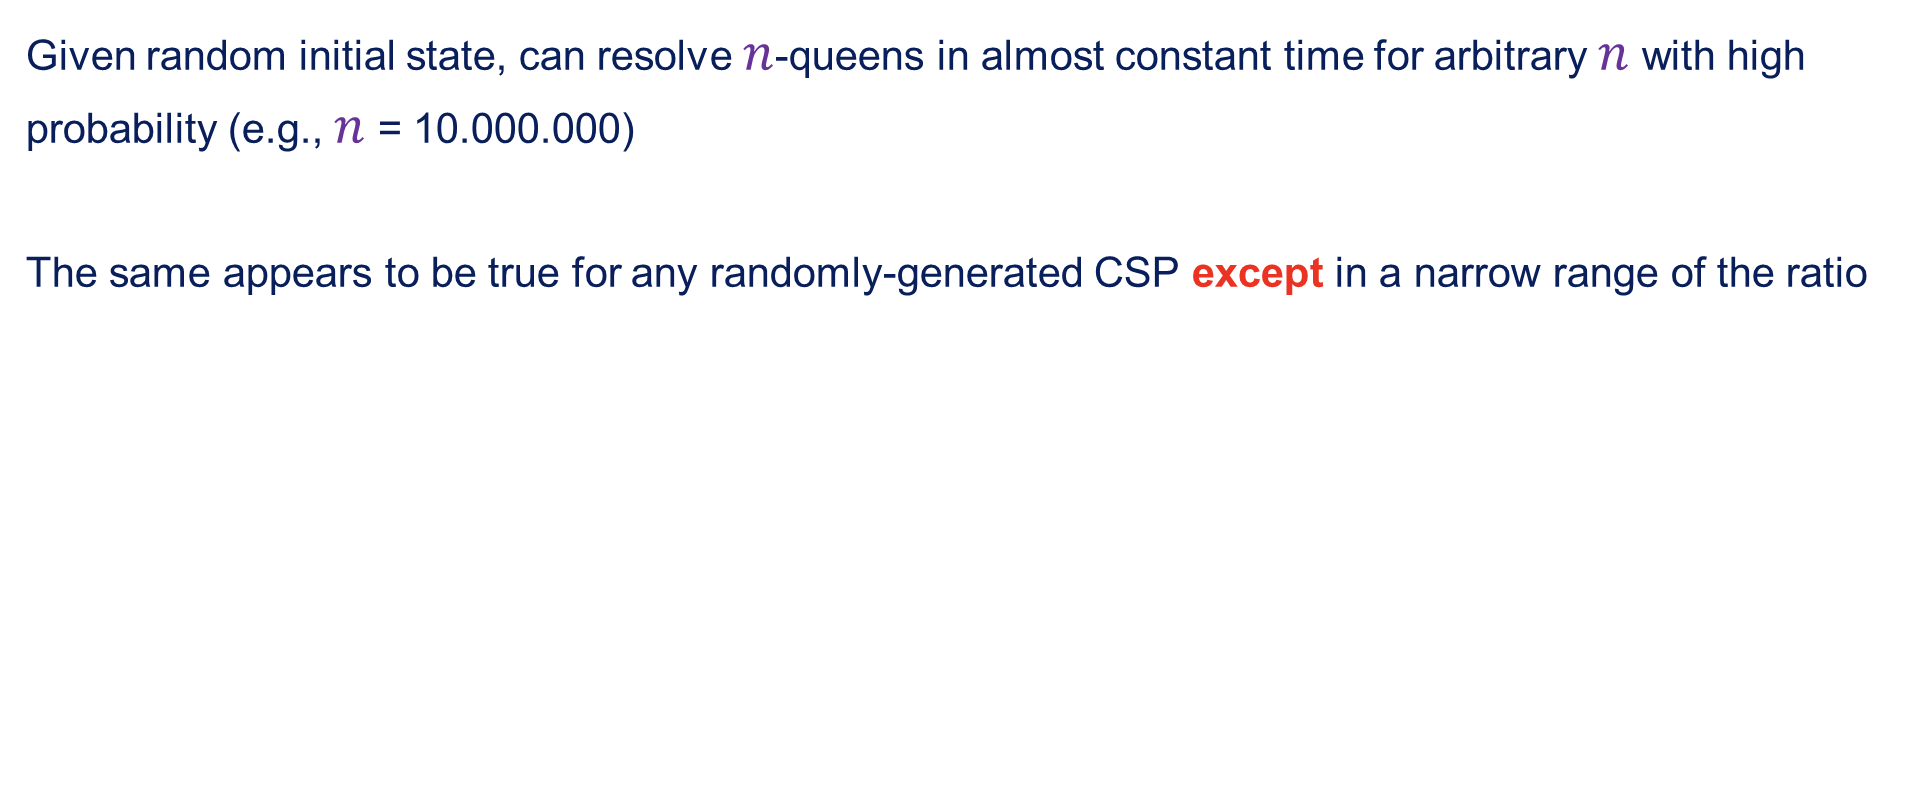 Given random initial state, can resolve n-queens in almost constant time for arbitrary n with high
probability (e.g., n = 10.000.000)
The same appears to be true for any randomly-generated CSP except in a narrow range of the ratio